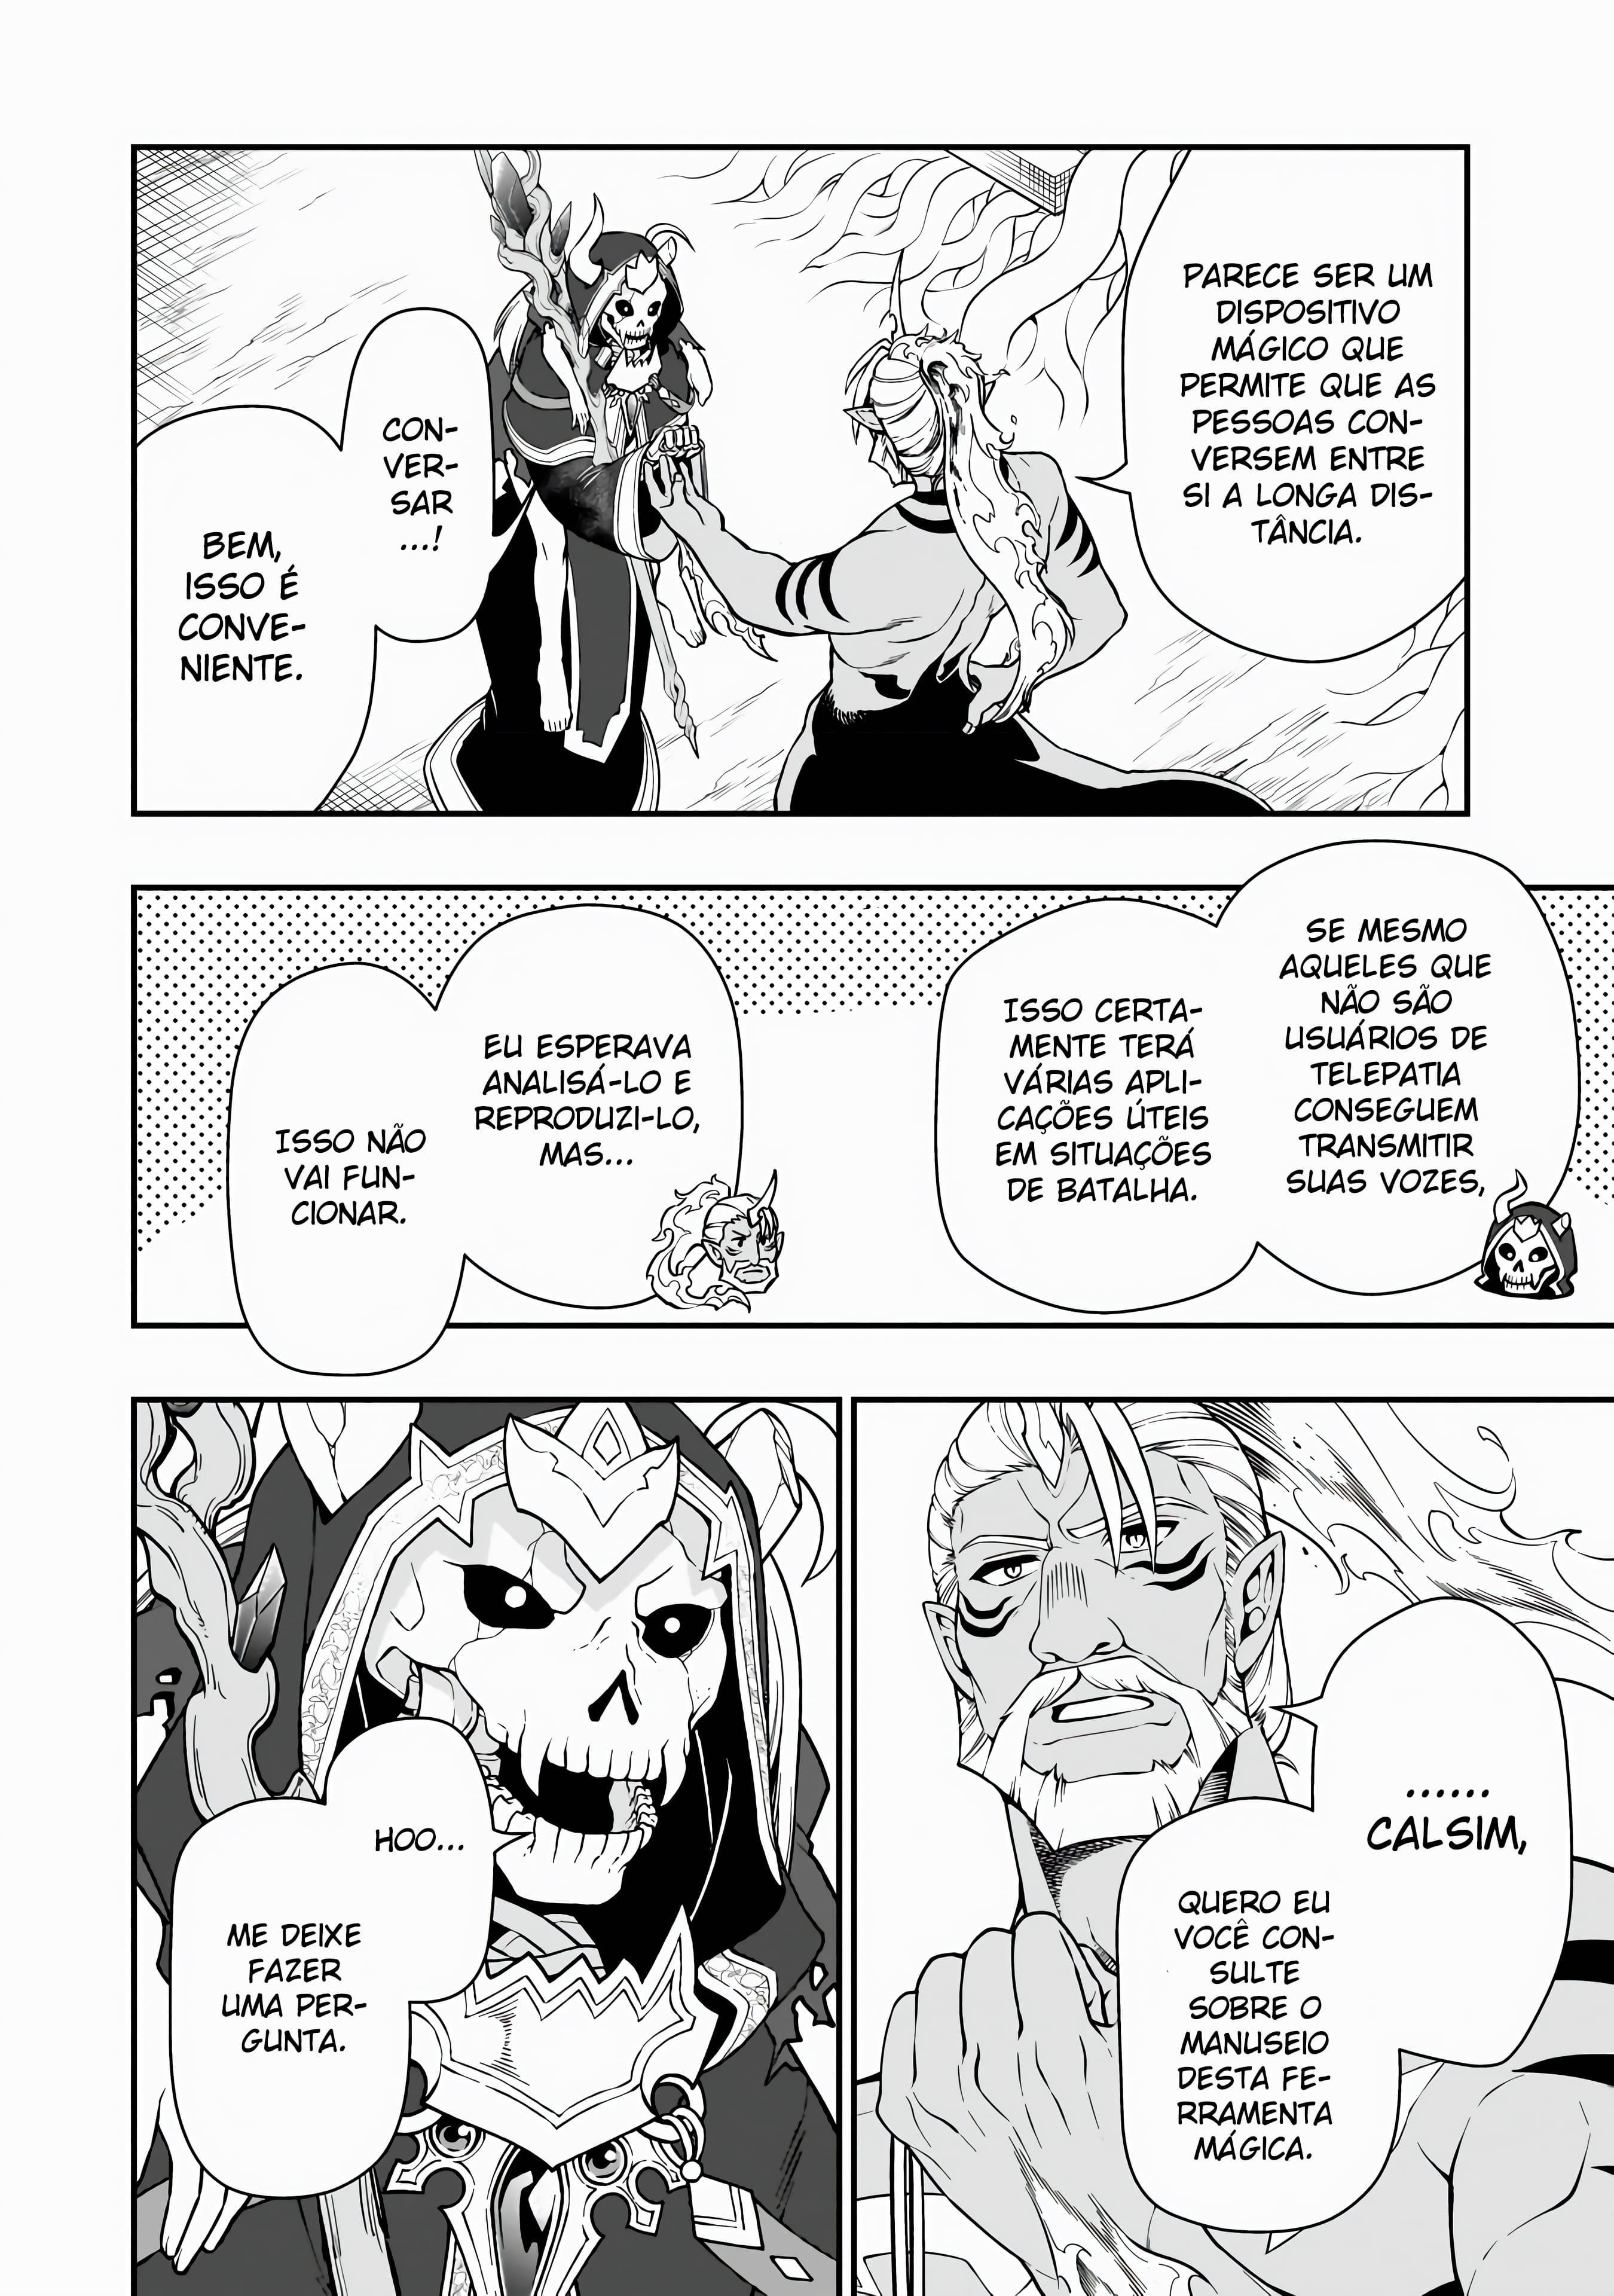 PARECE SER UM
DISPOSITIVO
MÁGICO QUE
PERMITE QUE AS
PESSOAS CON-
VERSEM ENTRE
SI A LONGA DIS-
TÂNCIA.
CON-
VER-
SAR
...!
BEM,
ISSO É
CONVE-
NIENTE.
SE MESMO
AQUELES QUE
NÃO SÃO
USUÁRIOS DE
TELEPATIA
CONSEGUEM
TRANSMITIR
SUAS VOZES,
ISSO CERTA-
MENTE TERÁ
VÁRIAS APLI-
CAÇÕES ÚTEIS
EM SITUAÇÕES
DE BATALHA.
EU ESPERAVA
ANALISÁ-LO E
REPRODUZI-LO,
MAS...
ISSO NÃO
VAI FUN-
CIONAR.
......
CALSIM,
QUERO EU
VOCÊ CON-
SULTE
SOBRE O
MANUSEIO
DESTA FE-
RRAMENTA
MÁGICA.
HOO...
ME DEIXE
FAZER
UMA PER-
GUNTA.